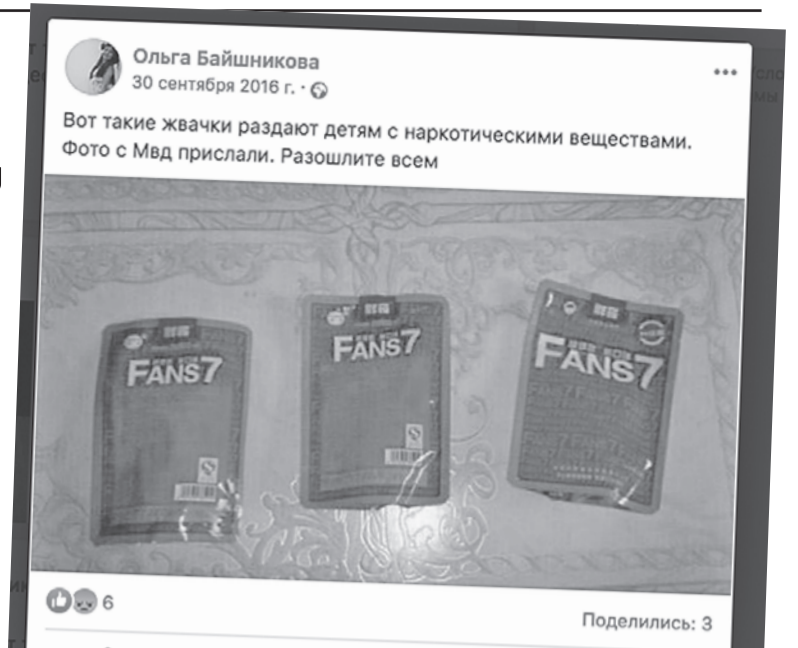 Ольга Байшникова
30 сентября 2016 г. ·
Вот такие жвачки раздают детям с наркотическими веществами.
Фото с Мвд прислали. Разошлите всем
FANS7
FANS7
FANS7
6
Поделились: 3